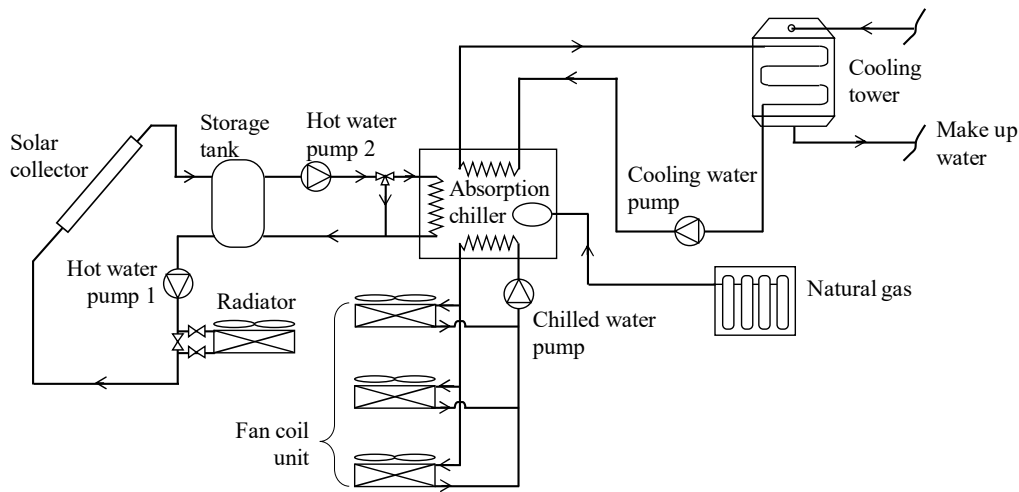 Solar
collector
Storage
tank
Hot water
pump 2
Absorption
chiller
Cooling
tower
Make up
water
Cooling water
pump
Natural gas
Hot water
pump 1
Radiator
Chilled water
pump
Fan coil
unit